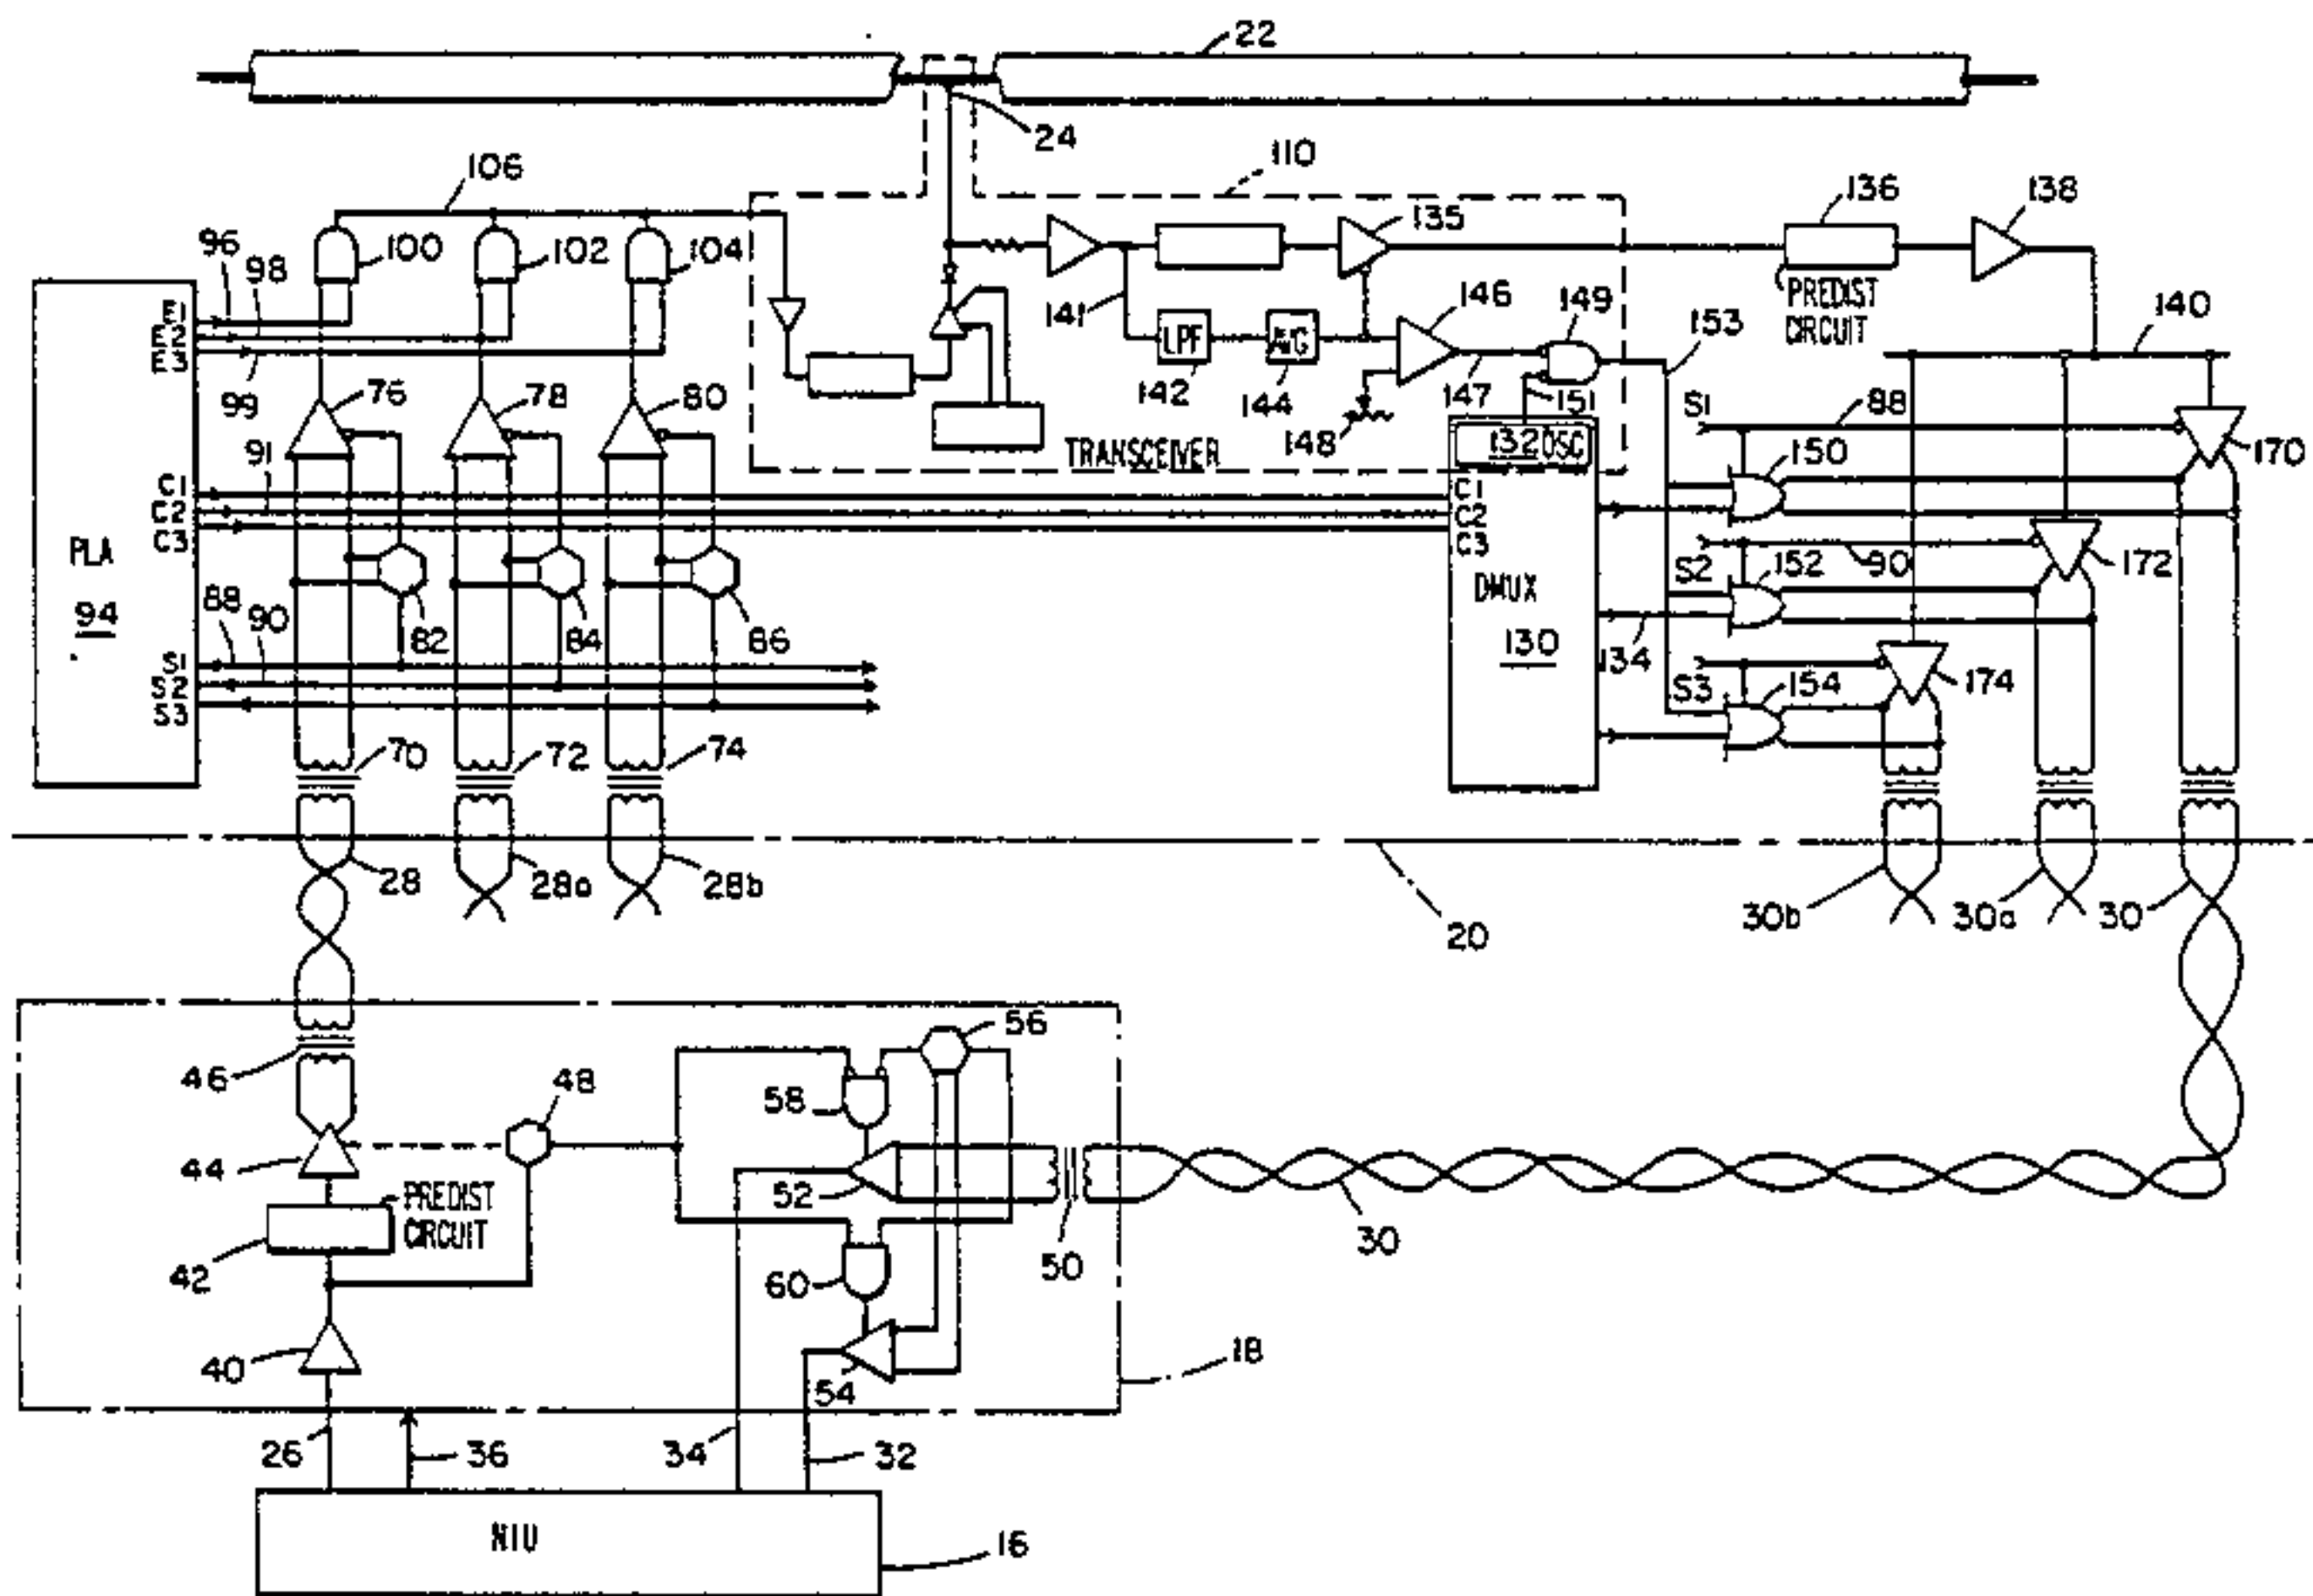 22
24
110
106
135
136
138
96
98
100
102
104
E1
E2
E3
99
141
LPF
142
AVG
144
146
149
153
147
151
148
PREDIST
CIRCUIT
140
76
78
80
91
TRANSCEIVER
132 OSC
S1
88
170
150
C1
C2
C3
C1
C2
C3
PLA
94
DMUX
130
S2
90
172
152
134
88
90
82
84
86
S1
S2
S3
S3
174
154
70
72
74
28
28a
28b
20
30b
30a
30
46
48
56
58
44
52
PREDIST
CIRCUIT
42
60
50
30
40
54
18
26
36
34
32
NIU
16